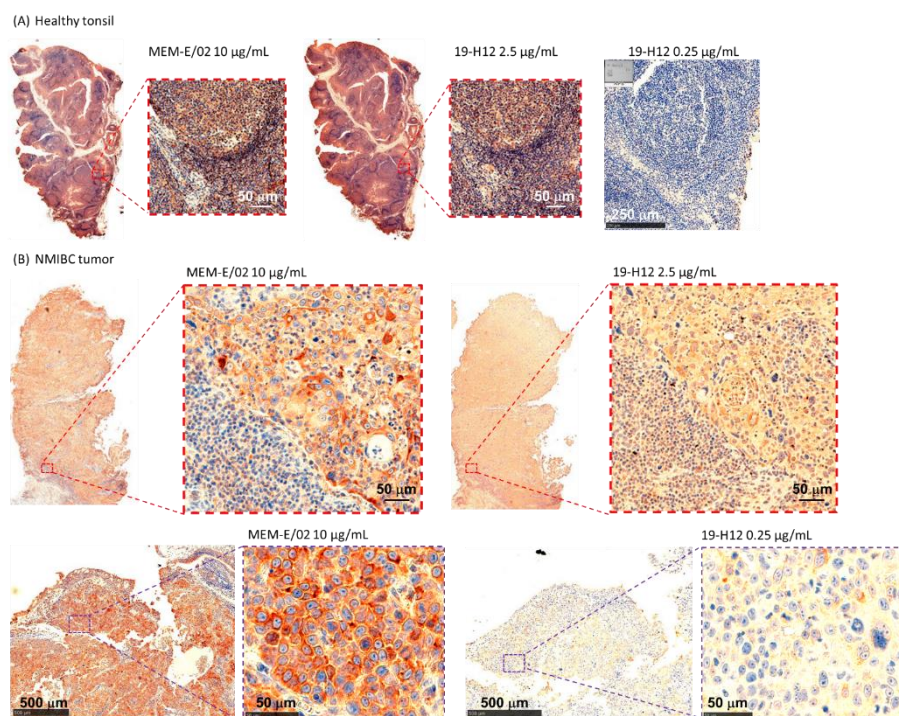 (A) Healthy tonsil
MEM-E/02 10 µg/mL
19-H12 2.5 µg/mL
19-H12 0.25 µg/mL
50 µm
50 µm
250 µm
(B) NMIBC tumor
MEM-E/02 10 µg/mL
19-H12 2.5 µg/mL
50 µm
50 µm
MEM-E/02 10 µg/mL
19-H12 0.25 µg/mL
500 µm
50 µm
500 µm
50 µm